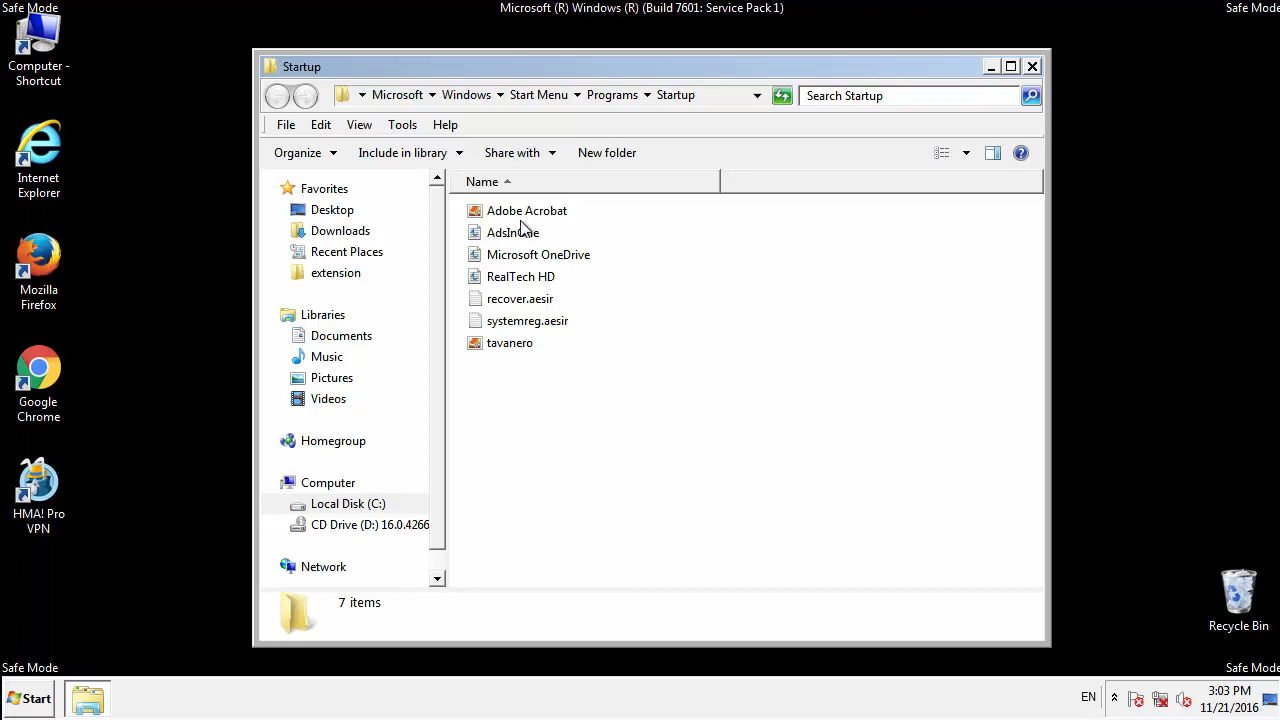 Safe Mode
Microsoft (R) Windows (R) (Build 7601: Service Pack 1)
Safe Mode
Computer -
Shortcut
Internet
Explorer
Mozilla
Firefox
Google
Chrome
HMA! Pro
VPN
Startup
Microsoft
Windows
Start Menu
Programs
Startup
Search Startup
File
Edit
View
Tools
Help
Organize
Include in library
Share with
New folder
Favorites
Desktop
Downloads
Recent Places
extension
Libraries
Documents
Music
Pictures
Videos
Homegroup
Computer
Local Disk (C:)
CD Drive (D:) 16.0.4266
Network
Name
Adobe Acrobat
Microsoft OneDrive
RealTech HD
recover.aesir
systemreg.aesir
tavanero
7 items
Recycle Bin
Safe Mode
Safe Mode
Start
EN
3:03 PM
11/21/2016